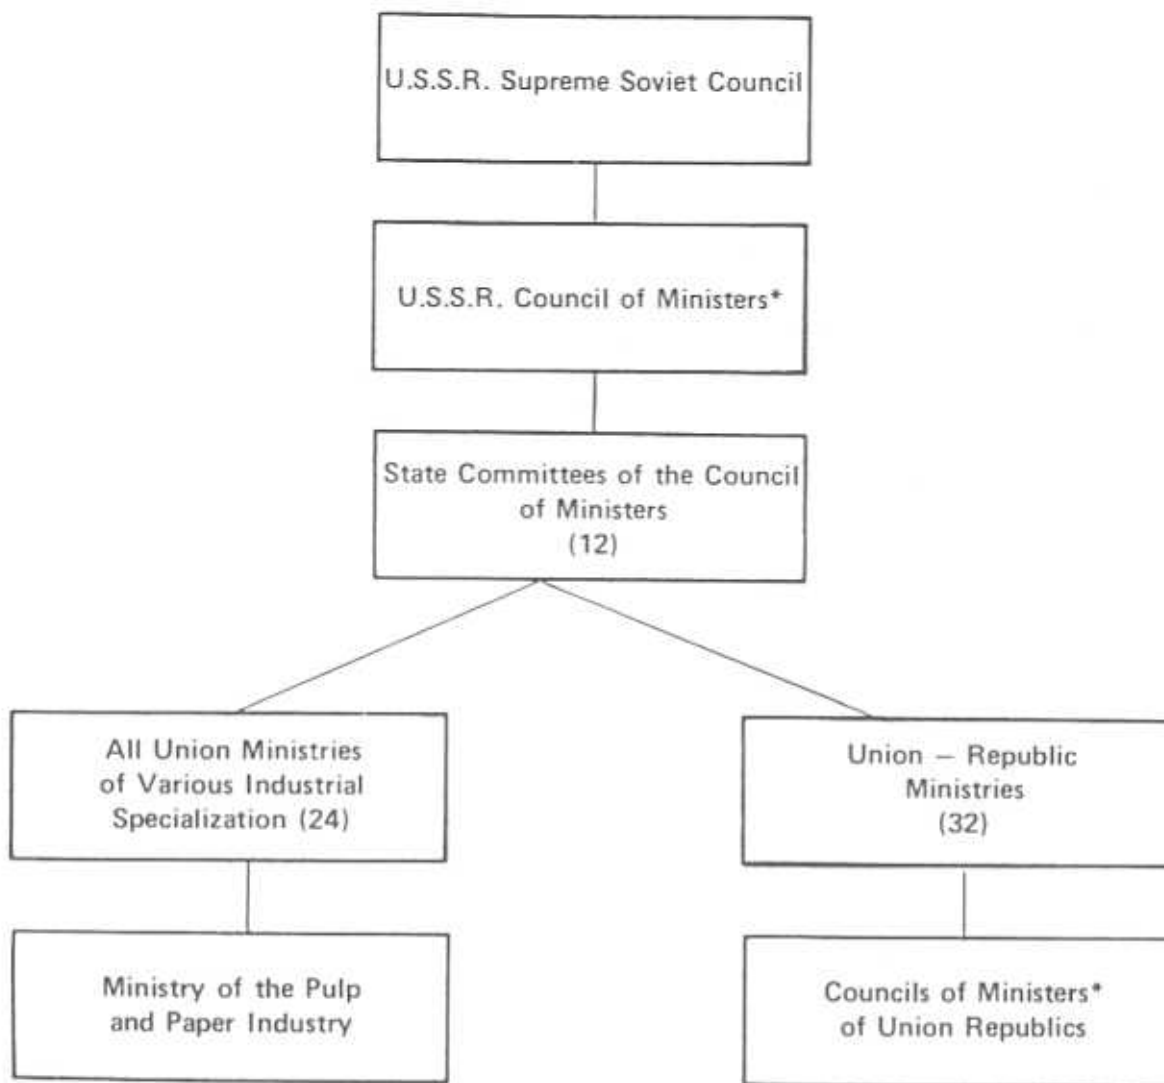 U.S.S.R. Supreme Soviet Council
U.S.S.R. Council of Ministers*
State Committees of the Council
of Ministers
(12)
All Union Ministries
of Various Industrial
Specialization (24)
Union – Republic
Ministries
(32)
Ministry of the Pulp
and Paper Industry
Councils of Ministers*
of Union Republics